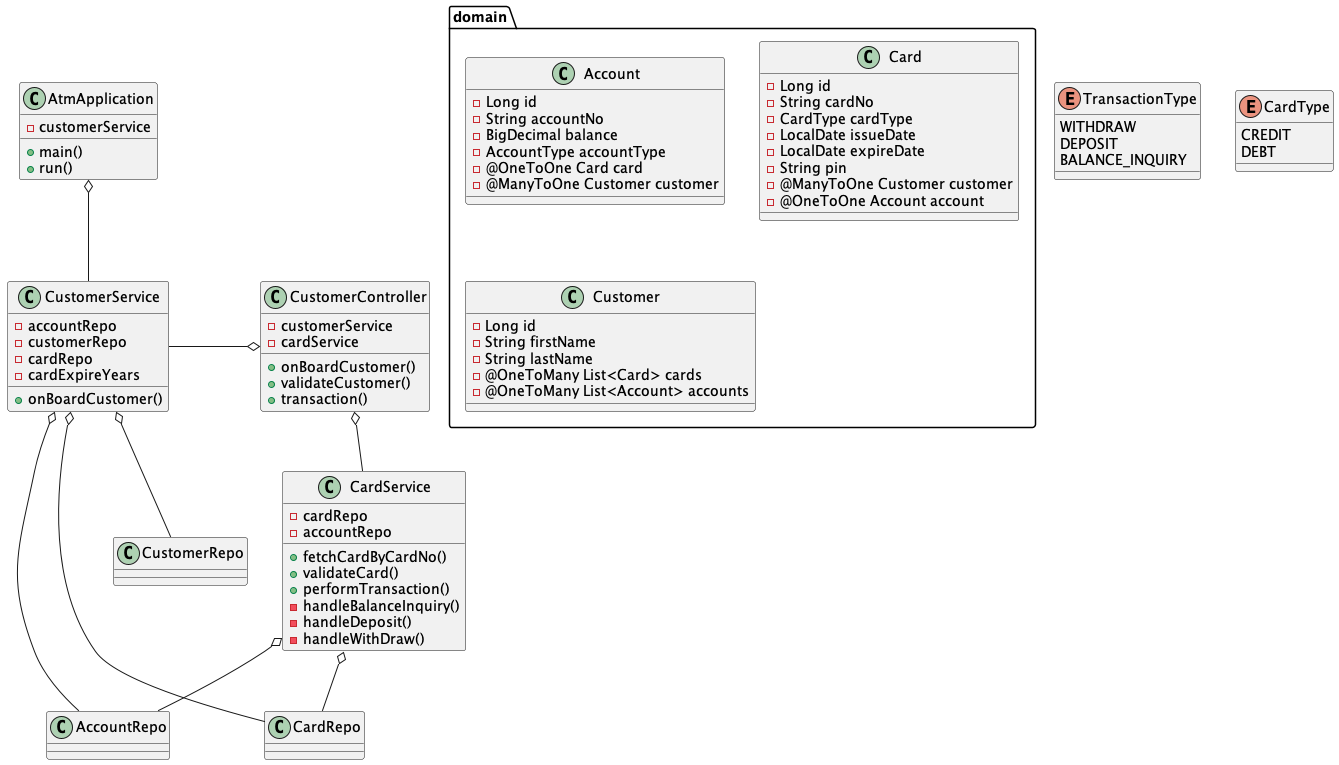 domain
C AtmApplication
customerService
main()
run()
C Account
Long id
String accountNo
BigDecimal balance
AccountType accountType
@OneToOne Card card
@ManyToOne Customer customer
C Card
Long id
String cardNo
CardType cardType
LocalDate issueDate
LocalDate expireDate
String pin
@ManyToOne Customer customer
@OneToOne Account account
E TransactionType
WITHDRAW
DEPOSIT
BALANCE_INQUIRY
E CardType
CREDIT
DEBT
C CustomerService
accountRepo
customerRepo
cardRepo
cardExpireYears
onBoardCustomer()
C CustomerController
customerService
cardService
onBoardCustomer()
validateCustomer()
transaction()
C Customer
Long id
String firstName
String lastName
@OneToMany List<Card> cards
@OneToMany List<Account> accounts
C CardService
cardRepo
accountRepo
fetchCardByCardNo()
validateCard()
performTransaction()
handleBalanceInquiry()
handleDeposit()
handleWithDraw()
C CustomerRepo
C AccountRepo
C CardRepo